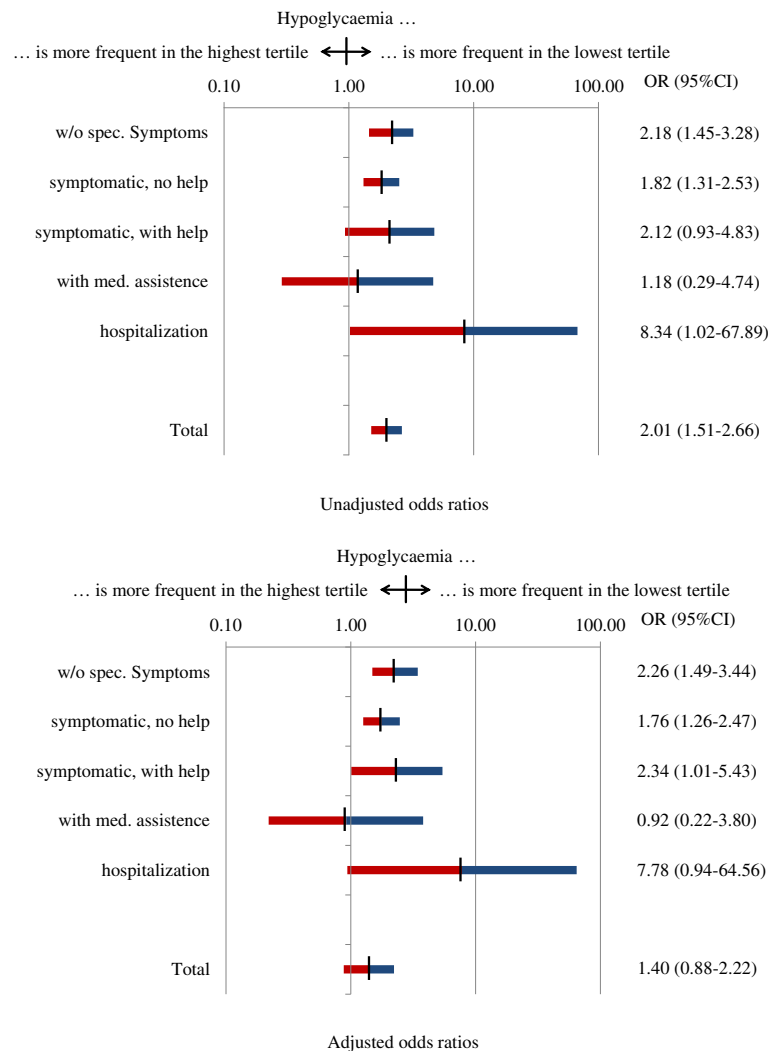 Hypoglycaemia …
… is more frequent in the highest tertile … is more frequent in the lowest tertile
0.10 1.00 10.00 100.00 OR (95%CI)
w/o spec. Symptoms 2.18 (1.45-3.28)
symptomatic, no help 1.82 (1.31-2.53)
symptomatic, with help 2.12 (0.93-4.83)
with med. assistence 1.18 (0.29-4.74)
hospitalization 8.34 (1.02-67.89)
Total 2.01 (1.51-2.66)
Unadjusted odds ratios
Hypoglycaemia …
… is more frequent in the highest tertile … is more frequent in the lowest tertile
0.10 1.00 10.00 100.00 OR (95%CI)
w/o spec. Symptoms 2.26 (1.49-3.44)
symptomatic, no help 1.76 (1.26-2.47)
symptomatic, with help 2.34 (1.01-5.43)
with med. assistence 0.92 (0.22-3.80)
hospitalization 7.78 (0.94-64.56)
Total 1.40 (0.88-2.22)
Adjusted odds ratios